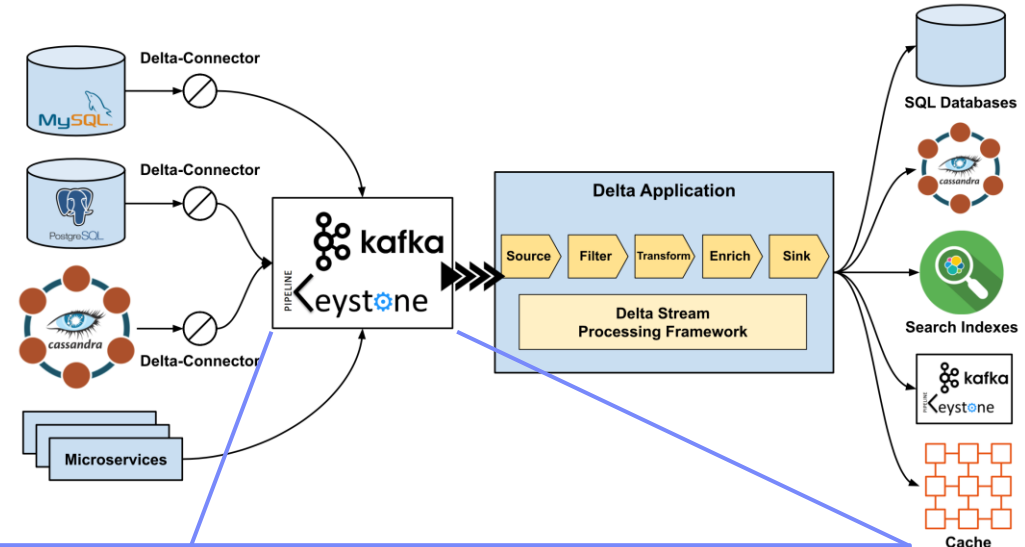 Delta-Connector
MySQL
Delta-Connector
PostgreSQL
cassandra
Delta-Connector
Microservices
kafka
PIPELINE
Keystone
Delta Application
Source
Filter
Transform
Enrich
Sink
Delta Stream
Processing Framework
SQL Databases
cassandra
Search Indexes
kafka
PIPELINE
Keystone
Cache